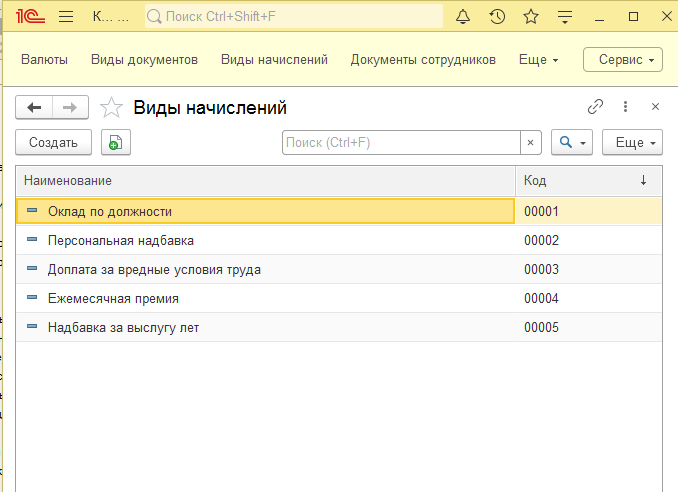 1С К... Поиск Ctrl+Shift+F
Валюты Виды документов Виды начислений Документы сотрудников Еще Сервис
Виды начислений
Создать Поиск (Ctrl+F) × Еще
Наименование Код ↓
Оклад по должности 00001
Персональная надбавка 00002
Доплата за вредные условия труда 00003
Ежемесячная премия 00004
Надбавка за выслугу лет 00005